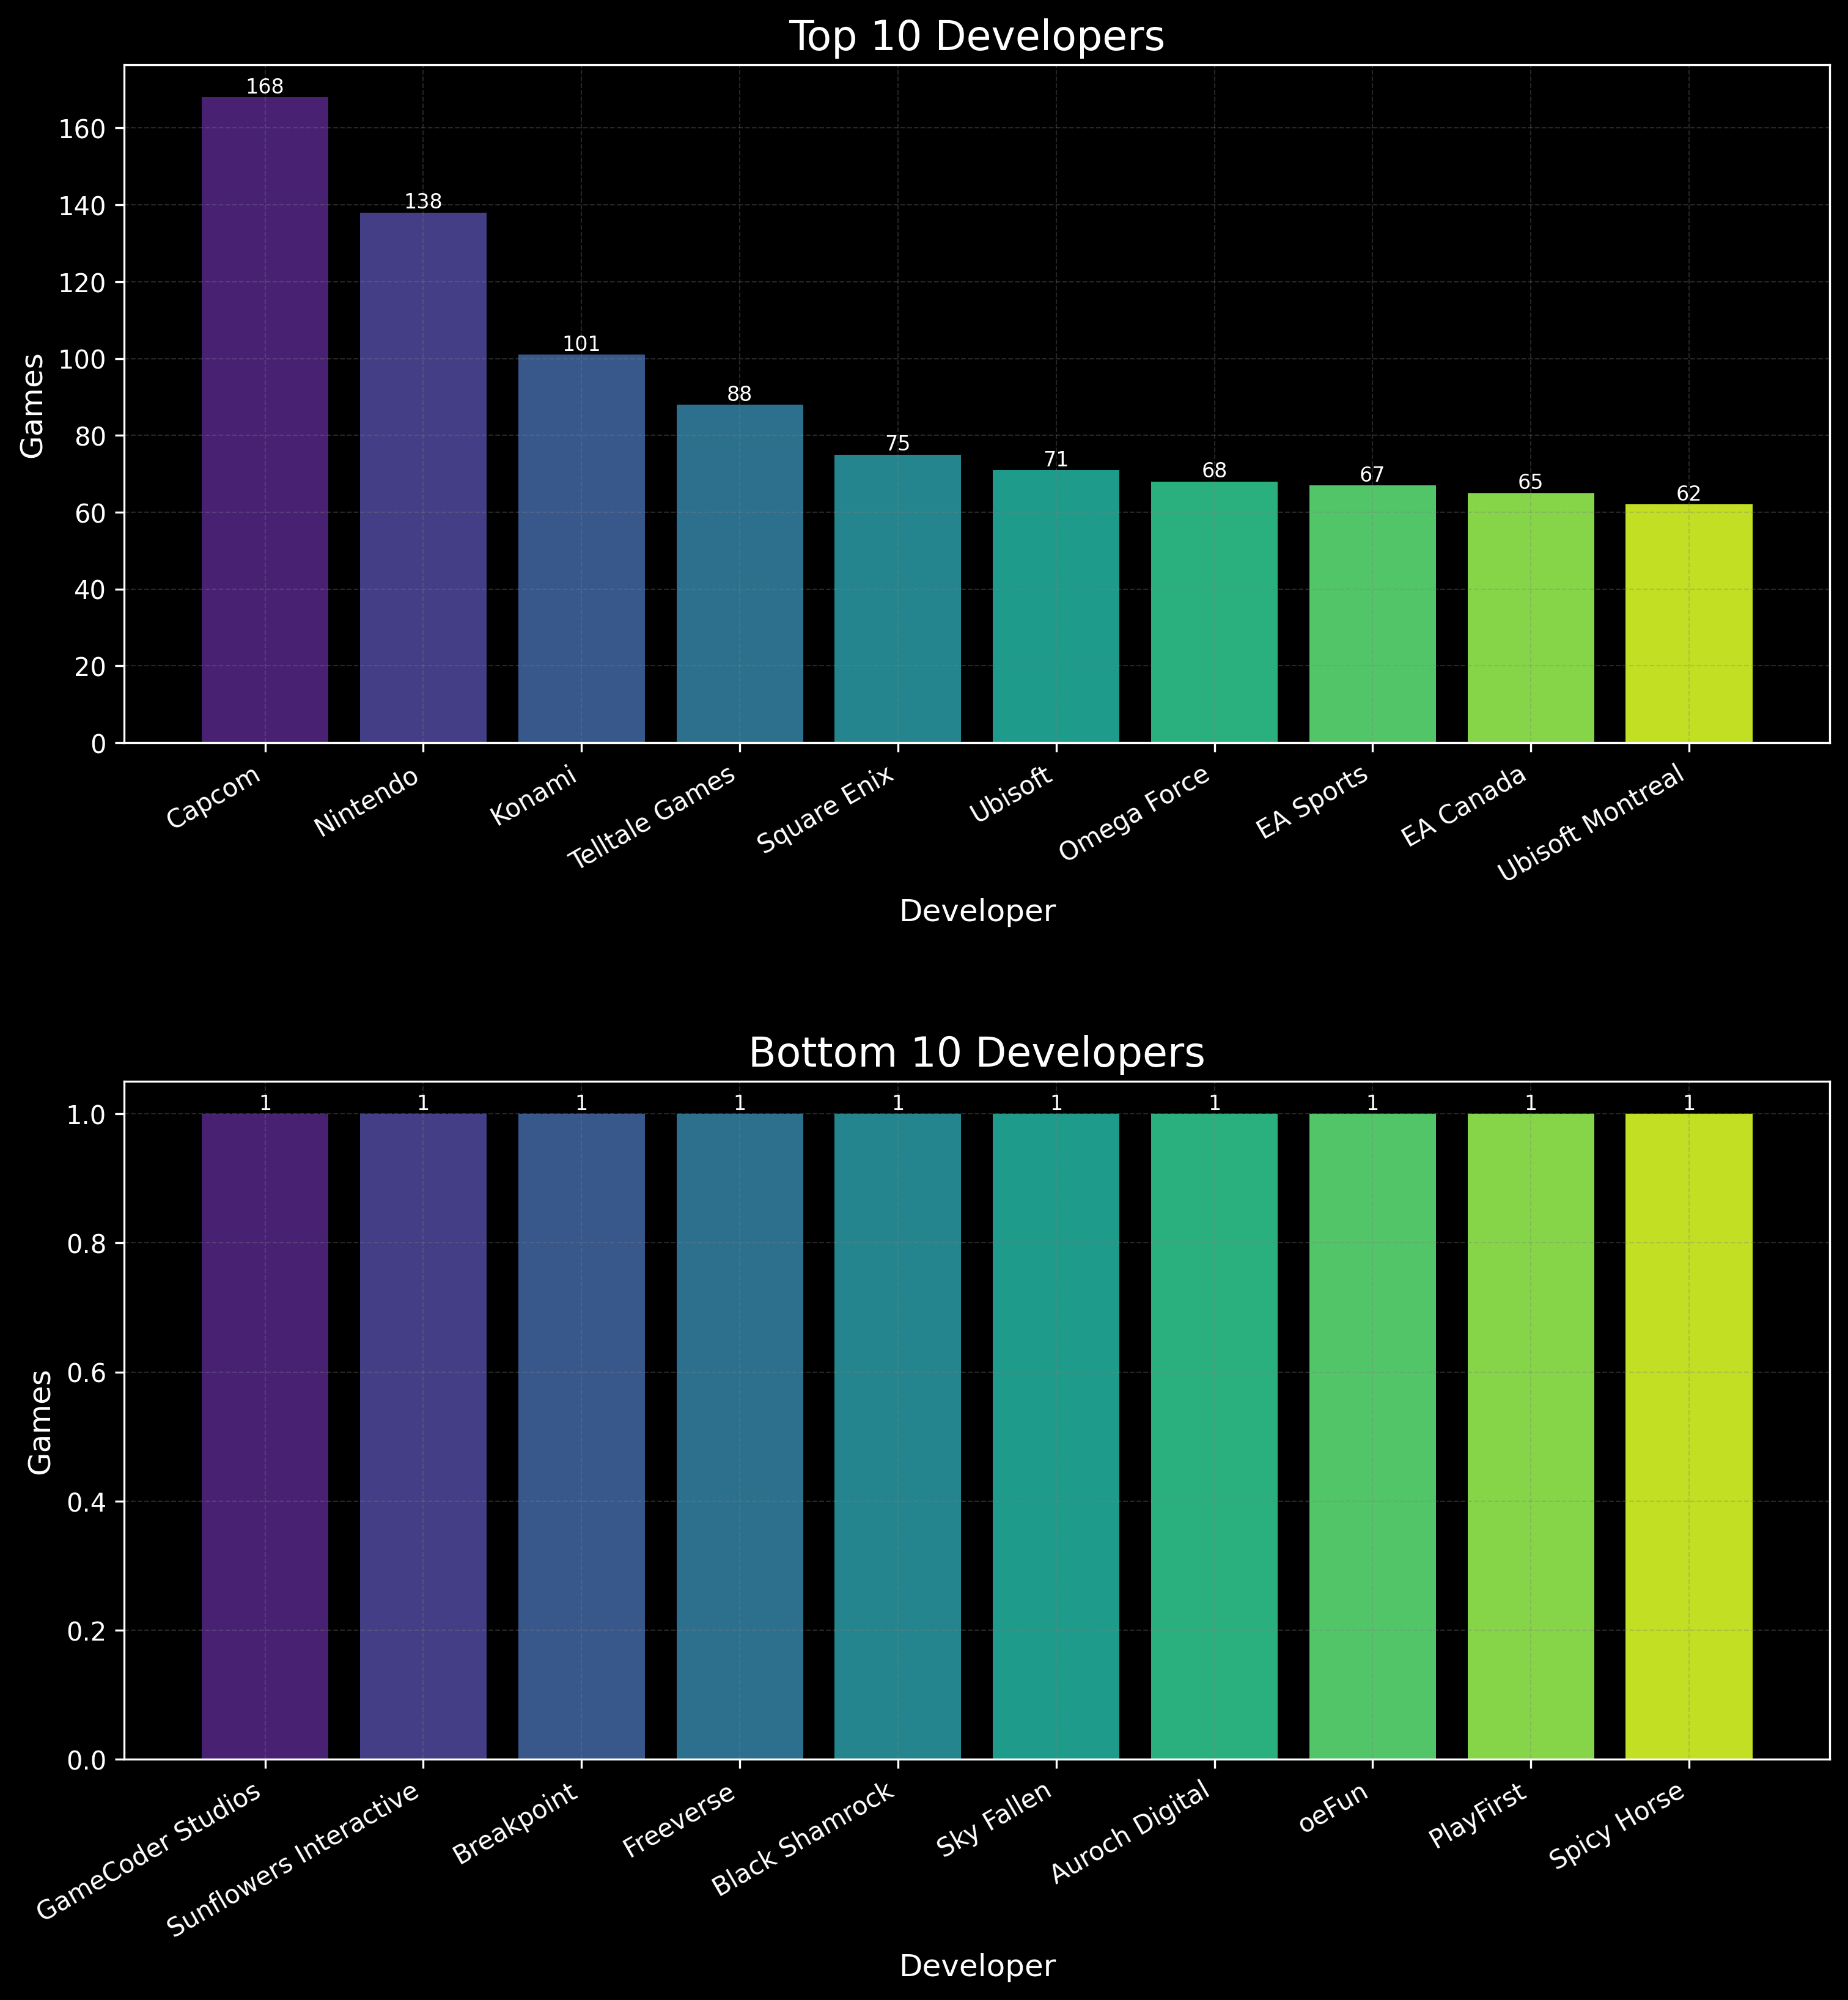 Top 10 Developers
Games
160
140
120
100
80
60
40
20
0
168
138
101
88
75
71
68
67
65
62
Capcom
Nintendo
Konami
Telltale Games
Square Enix
Ubisoft
Omega Force
EA Sports
EA Canada
Ubisoft Montreal
Developer
Bottom 10 Developers
Games
1.0
0.8
0.6
0.4
0.2
0.0
1
1
1
1
1
1
1
1
1
1
GameCoder Studios
Sunflowers Interactive
Breakpoint
Freeverse
Black Shamrock
Sky Fallen
Auroch Digital
oeFun
PlayFirst
Spicy Horse
Developer